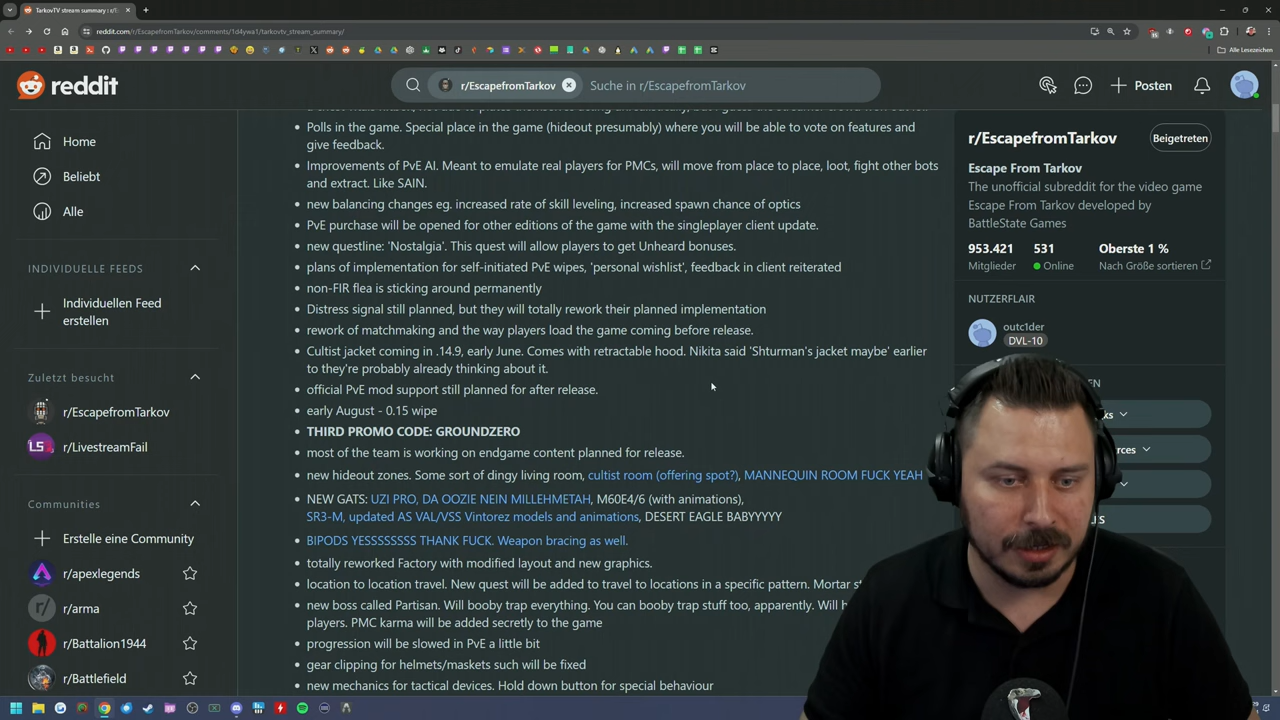 TarkovTV stream summary : r/Esc
reddit.com/r/EscapefromTarkov/comments/1d4ywa1/tarkovtv_stream_summary/
Alle Lesezeichen
reddit
r/EscapefromTarkov
Suche in r/EscapefromTarkov
Posten
Home
Beliebt
Alle
INDIVIDUELLE FEEDS
Individuellen Feed
erstellen
Zuletzt besucht
r/EscapefromTarkov
r/LivestreamFail
Communities
Erstelle eine Community
r/apexlegends
r/arma
r/Battalion1944
r/Battlefield
Polls in the game. Special place in the game (hideout presumably) where you will be able to vote on features and
give feedback.
Improvements of PvE AI. Meant to emulate real players for PMCs, will move from place to place, loot, fight other bots
and extract. Like SAIN.
new balancing changes eg. increased rate of skill leveling, increased spawn chance of optics
PvE purchase will be opened for other editions of the game with the singleplayer client update.
new questline: 'Nostalgia'. This quest will allow players to get Unheard bonuses.
plans of implementation for self-initiated PvE wipes, 'personal wishlist', feedback in client reiterated
non-FIR flea is sticking around permanently
Distress signal still planned, but they will totally rework their planned implementation
rework of matchmaking and the way players load the game coming before release.
Cultist jacket coming in .14.9, early June. Comes with retractable hood. Nikita said 'Shturman's jacket maybe' earlier
to they're probably already thinking about it.
official PvE mod support still planned for after release.
early August - 0.15 wipe
THIRD PROMO CODE: GROUNDZERO
most of the team is working on endgame content planned for release.
new hideout zones. Some sort of dingy living room, cultist room (offering spot?), MANNEQUIN ROOM FUCK YEAH
NEW GATS: UZI PRO, DA OOZIE NEIN MILLEHMETAH, M60E4/6 (with animations),
SR3-M, updated AS VAL/VSS Vintorez models and animations, DESERT EAGLE BABYYYYY
BIPODS YESSSSSSSS THANK FUCK. Weapon bracing as well.
totally reworked Factory with modified layout and new graphics.
location to location travel. New quest will be added to travel to locations in a specific pattern. Mortar
new boss called Partisan. Will booby trap everything. You can booby trap stuff too, apparently. Will
players. PMC karma will be added secretly to the game
progression will be slowed in PvE a little bit
gear clipping for helmets/maskets such will be fixed
new mechanics for tactical devices. Hold down button for special behaviour
r/EscapefromTarkov
Beigetreten
Escape From Tarkov
The unofficial subreddit for the video game
Escape From Tarkov developed by
BattleState Games
953.421 531 Oberste 1 %
Mitglieder Online Nach Größe sortieren
NUTZERFLAIR
outc1der
DVL-10